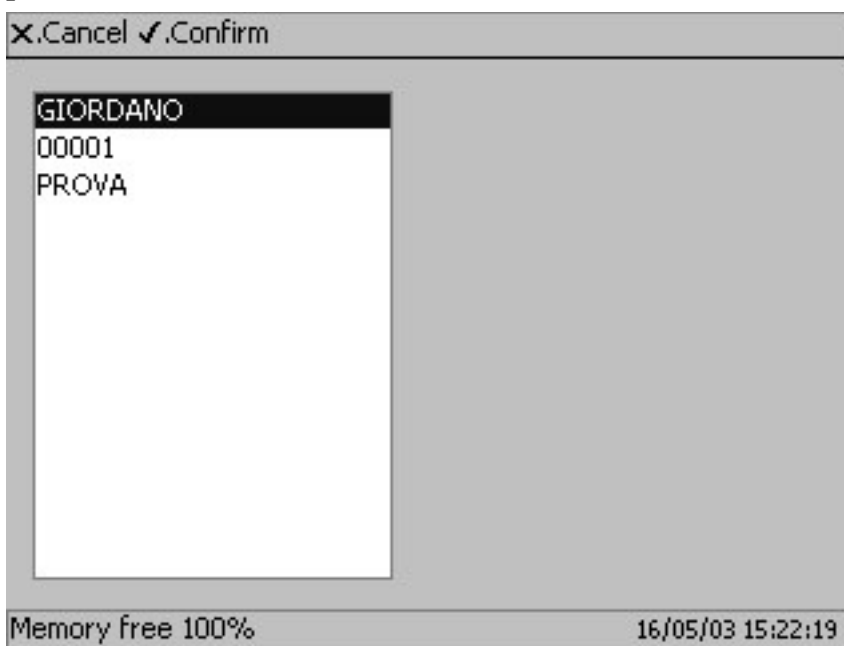 ✕.Cancel ✓.Confirm
GIORDANO
00001
PROVA
Memory free 100% 16/05/03 15:22:19